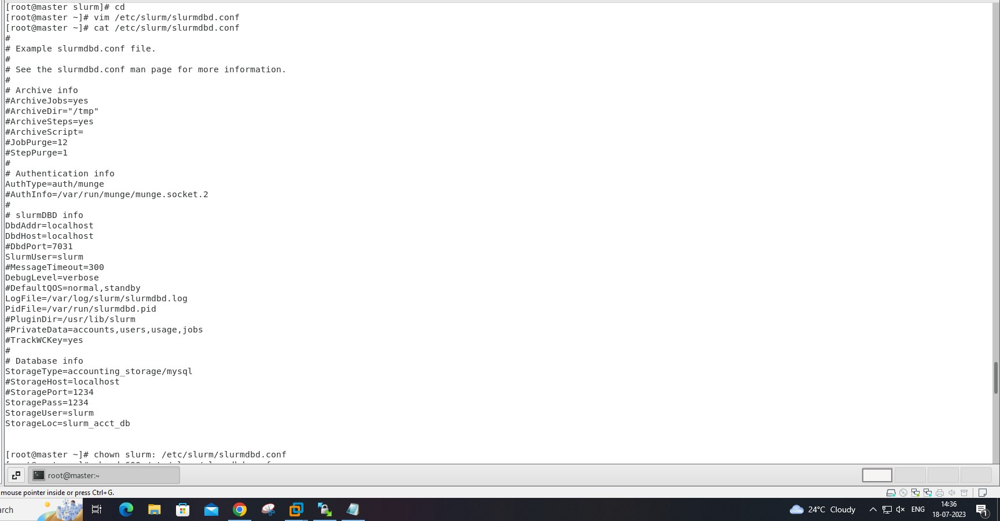 [root@master slurm]# cd
[root@master ~]# vim /etc/slurm/slurmdbd.conf
[root@master ~]# cat /etc/slurm/slurmdbd.conf
#
# Example slurmdbd.conf file.
#
# See the slurmdbd.conf man page for more information.
#
# Archive info
#ArchiveJobs=yes
#ArchiveDir="/tmp"
#ArchiveSteps=yes
#ArchiveScript=
#JobPurge=12
#StepPurge=1
#
# Authentication info
AuthType=auth/munge
#AuthInfo=/var/run/munge/munge.socket.2
#
# slurmDBD info
DbdAddr=localhost
DbdHost=localhost
#DbdPort=7031
SlurmUser=slurm
#MessageTimeout=300
DebugLevel=verbose
#DefaultQOS=normal,standby
LogFile=/var/log/slurm/slurmdbd.log
PidFile=/var/run/slurmdbd.pid
#PluginDir=/usr/lib/slurm
#PrivateData=accounts,users,usage,jobs
#TrackWCKey=yes
#
# Database info
StorageType=accounting_storage/mysql
#StorageHost=localhost
#StoragePort=1234
StoragePass=1234
StorageUser=slurm
StorageLoc=slurm_acct_db
[root@master ~]# chown slurm: /etc/slurm/slurmdbd.conf
root@master:~
mouse pointer inside or press Ctrl+G.
arch
24°C Cloudy
ENG
14:36
18-07-2023
1